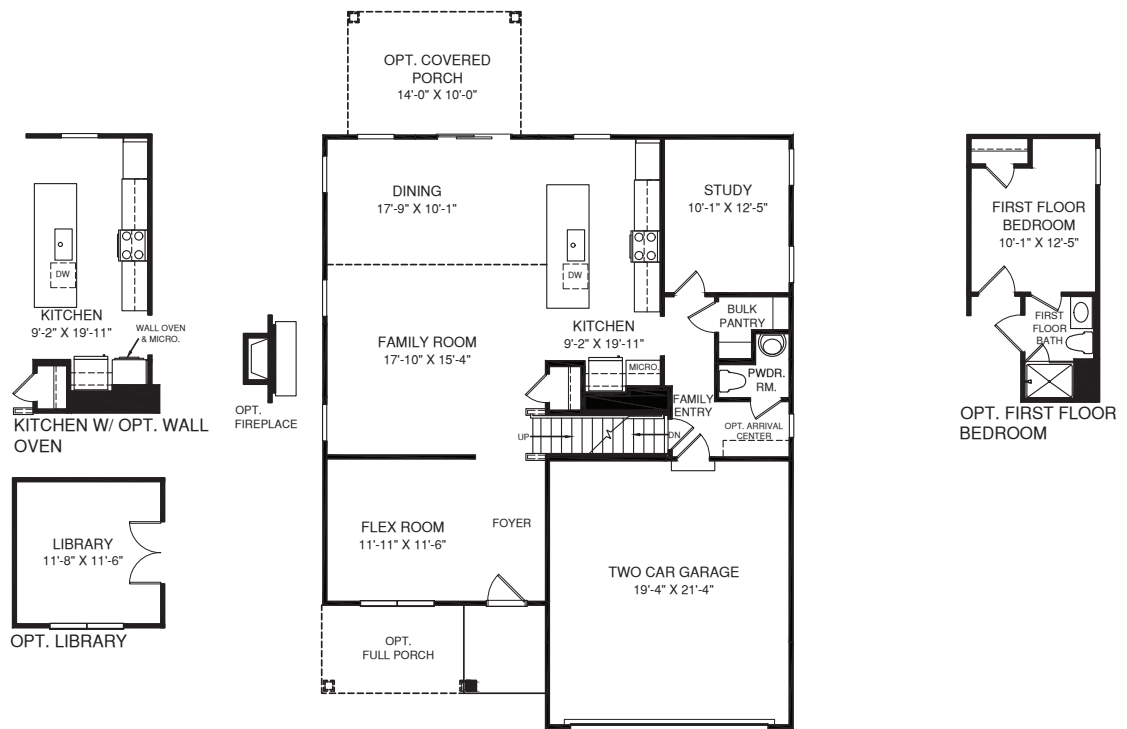 OPT. COVERED
PORCH
14'-0" X 10'-0"
DINING
17'-9" X 10'-1"
DW
KITCHEN
9'-2" X 19'-11"
MICRO.
STUDY
10'-1" X 12'-5"
BULK
PANTRY
FAMILY ROOM
17'-10" X 15'-4"
PWDR.
RM.
FAMILY
ENTRY
OPT. ARRIVAL
CENTER
UP
DN
FLEX ROOM
11'-11" X 11'-6"
FOYER
TWO CAR GARAGE
19'-4" X 21'-4"
OPT.
FULL PORCH
DW
KITCHEN
9'-2" X 19'-11"
WALL OVEN
& MICRO.
KITCHEN W/ OPT. WALL
OVEN
OPT.
FIREPLACE
LIBRARY
11'-8" X 11'-6"
OPT. LIBRARY
FIRST FLOOR
BEDROOM
10'-1" X 12'-5"
FIRST
FLOOR
BATH
OPT. FIRST FLOOR
BEDROOM